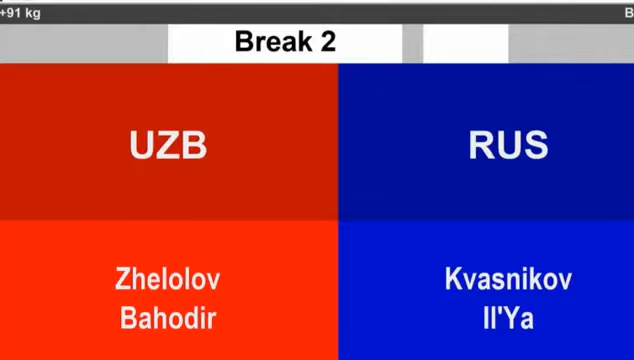 +91 kg
B
Break 2
UZB
RUS
Zhelolov
Bahodir
Kvasnikov
Il'Ya